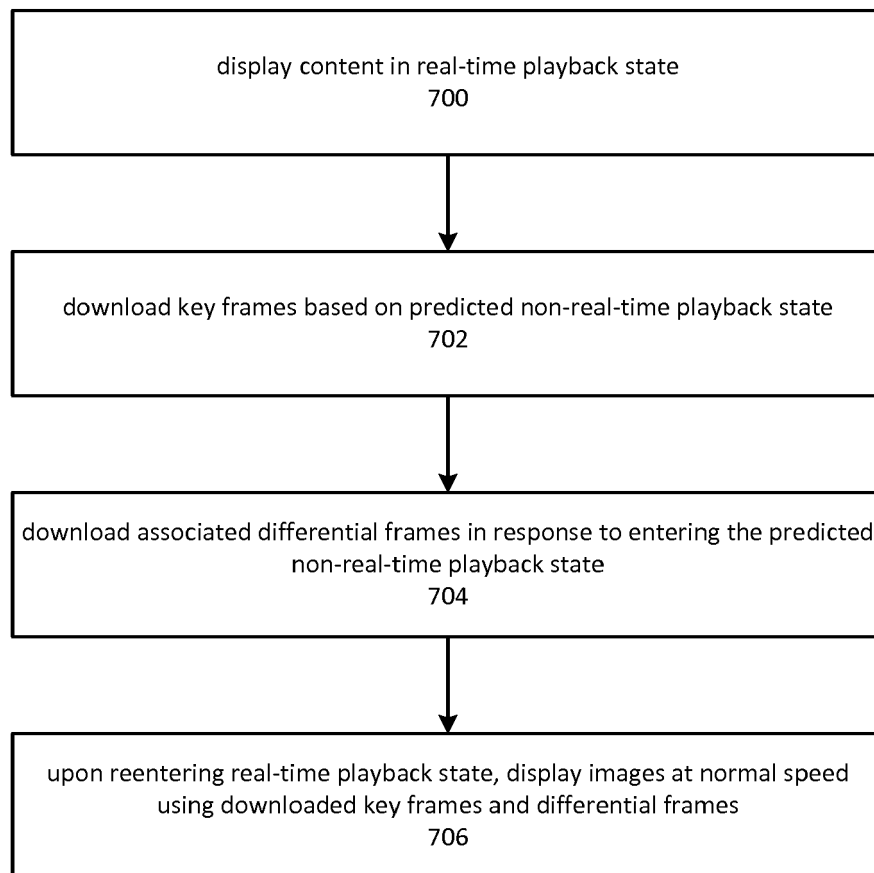 display content in real-time playback state
700
download key frames based on predicted non-real-time playback state
702
download associated differential frames in response to entering the predicted
non-real-time playback state
704
upon reentering real-time playback state, display images at normal speed
using downloaded key frames and differential frames
706